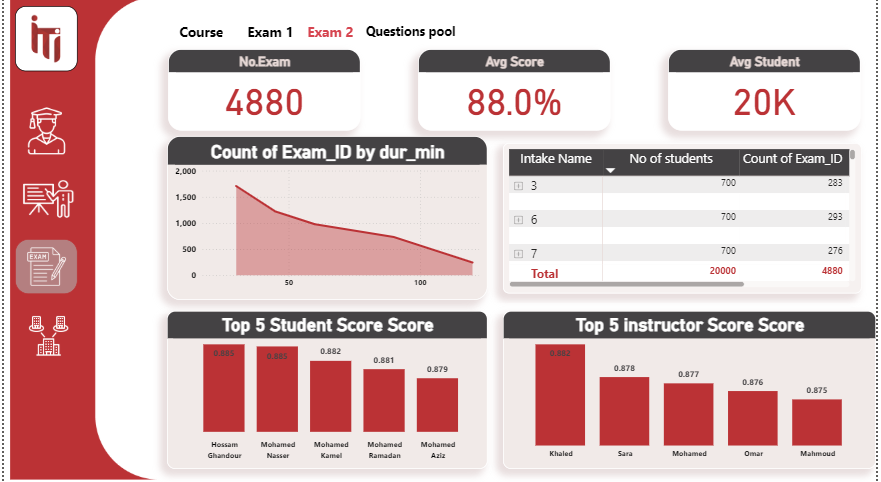 iTi
Course Exam 1 Exam 2 Questions pool
No.Exam
4880
Avg Score
88.0%
Avg Student
20K
EXAM
Count of Exam_ID by dur_min
2,000
1,500
1,000
500
0
50 100
Intake Name No of students Count of Exam_ID
3 700 283
6 700 293
7 700 276
Total 20000 4880
Top 5 Student Score Score
0.885 0.885 0.882 0.881 0.879
Hossam Mohamed Mohamed Mohamed Mohamed
Ghandour Nasser Kamel Ramadan Aziz
Top 5 instructor Score Score
0.882 0.878 0.877 0.876 0.875
Khaled Sara Mohamed Omar Mahmoud